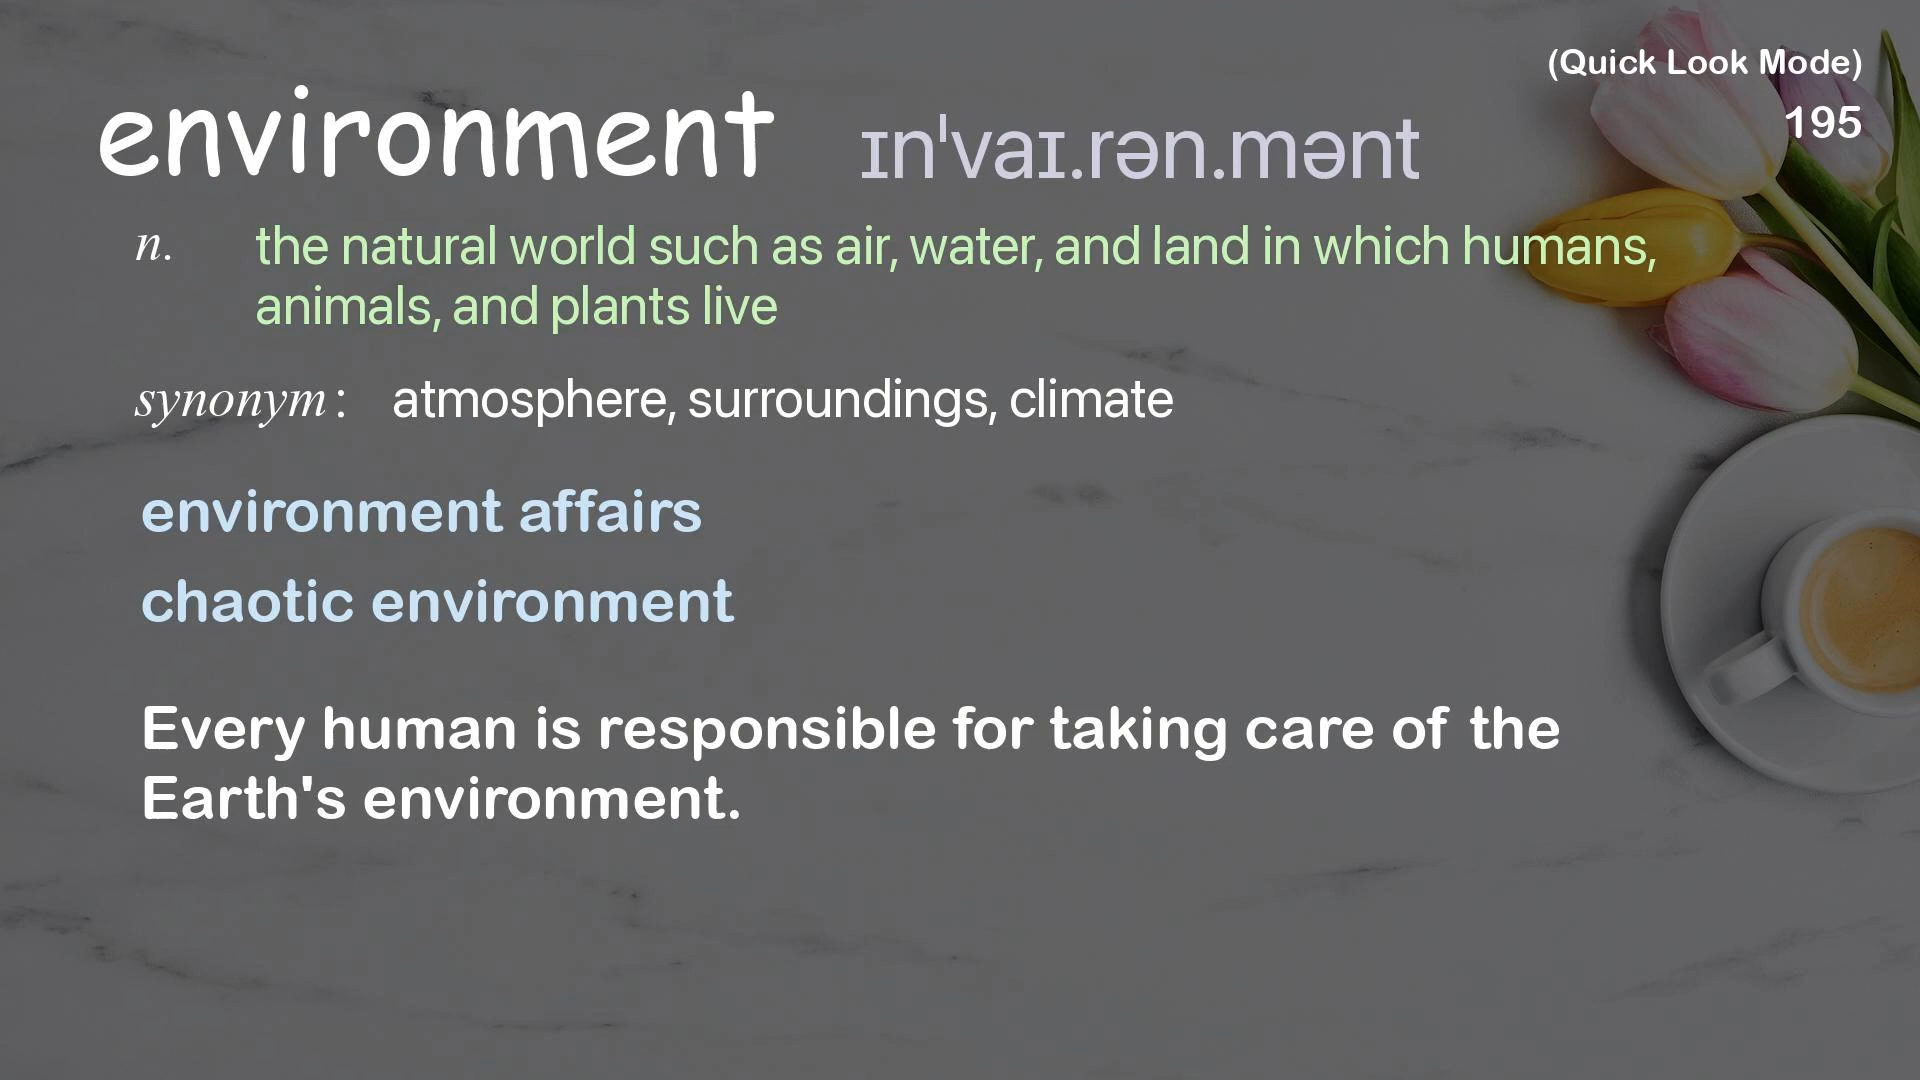 (Quick Look Mode)
195
environment ɪnˈvaɪ.rən.mənt
n. the natural world such as air, water, and land in which humans,
animals, and plants live
synonym: atmosphere, surroundings, climate
environment affairs
chaotic environment
Every human is responsible for taking care of the
Earth's environment.